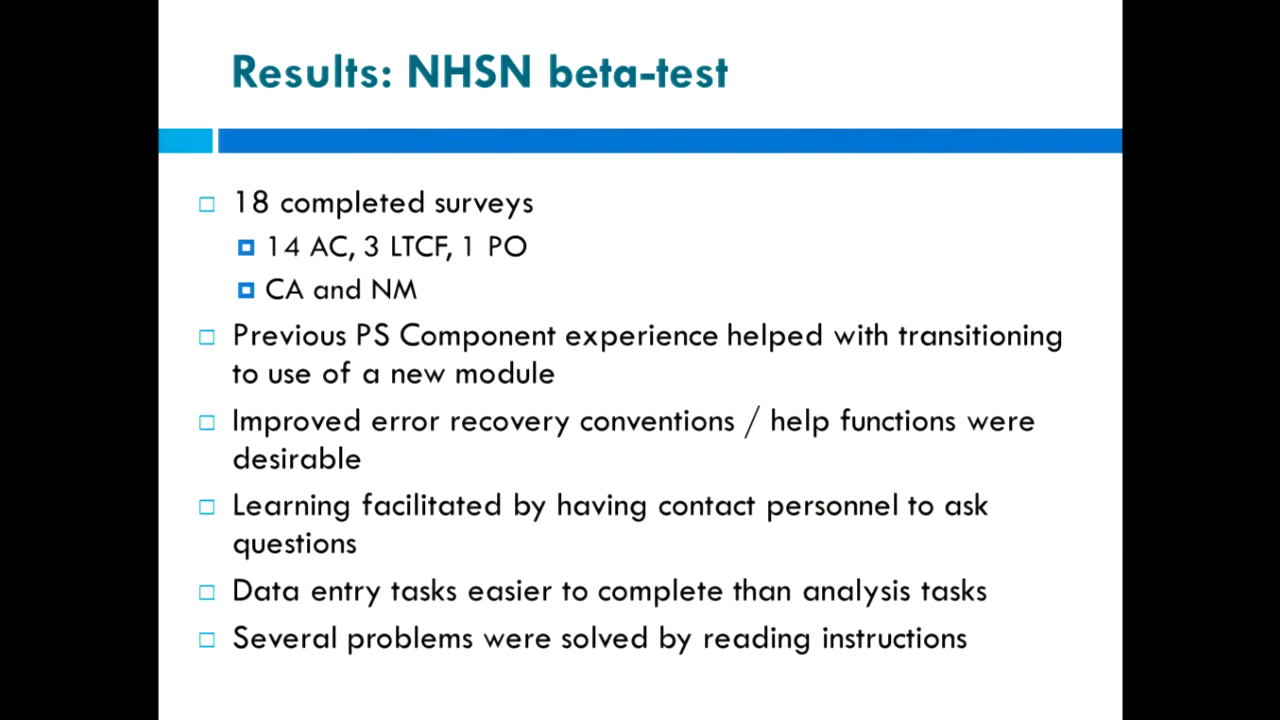 Results: NHSN beta-test
18 completed surveys
14 AC, 3 LTCF, 1 PO
CA and NM
Previous PS Component experience helped with transitioning
to use of a new module
Improved error recovery conventions / help functions were
desirable
Learning facilitated by having contact personnel to ask
questions
Data entry tasks easier to complete than analysis tasks
Several problems were solved by reading instructions